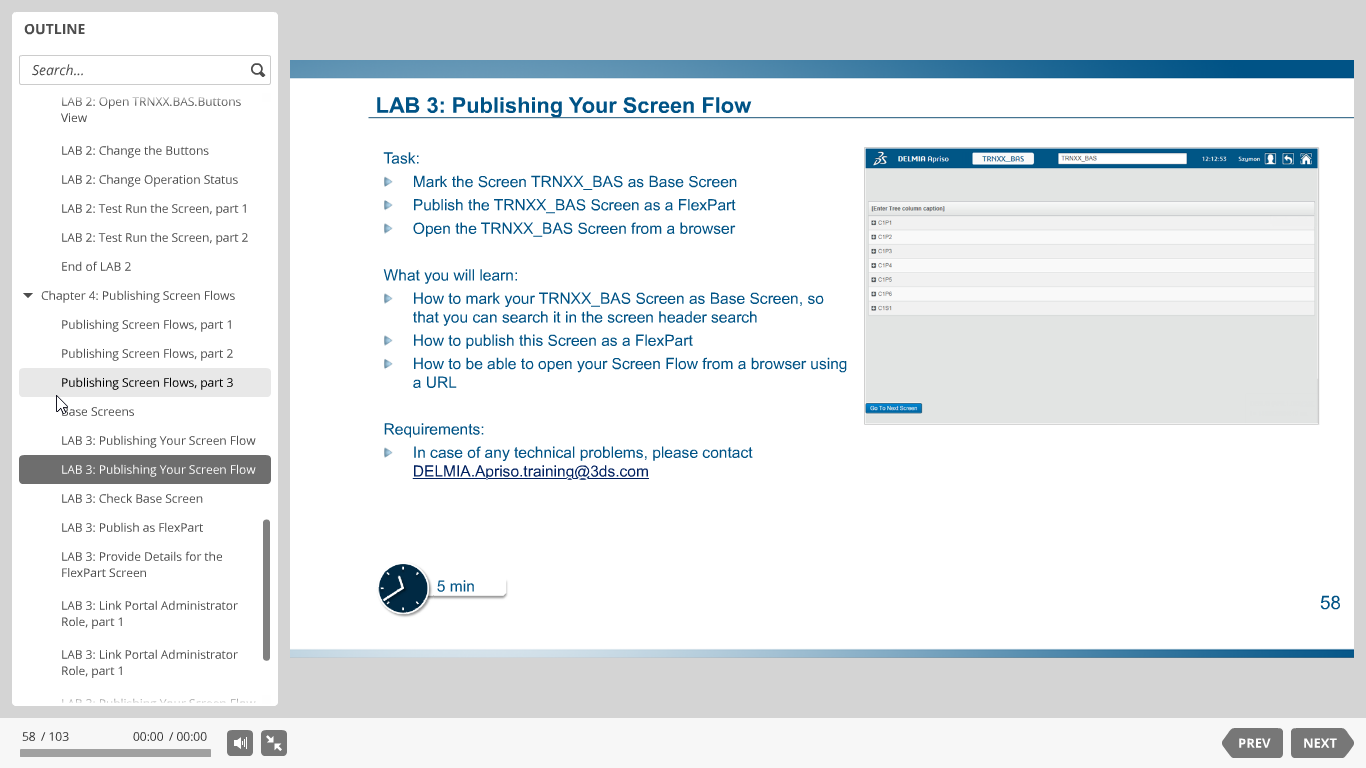 OUTLINE
Search...
LAB 2: Open TRNXX.BAS.Buttons
View
LAB 2: Change the Buttons
LAB 2: Change Operation Status
LAB 2: Test Run the Screen, part 1
LAB 2: Test Run the Screen, part 2
End of LAB 2
Chapter 4: Publishing Screen Flows
Publishing Screen Flows, part 1
Publishing Screen Flows, part 2
Publishing Screen Flows, part 3
Base Screens
LAB 3: Publishing Your Screen Flow
LAB 3: Publishing Your Screen Flow
LAB 3: Check Base Screen
LAB 3: Publish as FlexPart
LAB 3: Provide Details for the
FlexPart Screen
LAB 3: Link Portal Administrator
Role, part 1
LAB 3: Link Portal Administrator
Role, part 1
LAB 3: Publishing Your Screen Flow
LAB 3: Publishing Your Screen Flow
Task:
Mark the Screen TRNXX_BAS as Base Screen
Publish the TRNXX_BAS Screen as a FlexPart
Open the TRNXX_BAS Screen from a browser
What you will learn:
How to mark your TRNXX_BAS Screen as Base Screen, so
that you can search it in the screen header search
How to publish this Screen as a FlexPart
How to be able to open your Screen Flow from a browser using
a URL
Requirements:
In case of any technical problems, please contact
DELMIA.Apriso.training@3ds.com
5 min
DELMIA Apriso TRNXX_BAS TRNXX_BAS 12:12:53 Szymon
[Enter Tree column caption]
C1P1
C1P2
C1P3
C1P4
C1P5
C1P6
C1S1
Go To Next Screen
58
58 / 103 00:00 / 00:00
PREV NEXT